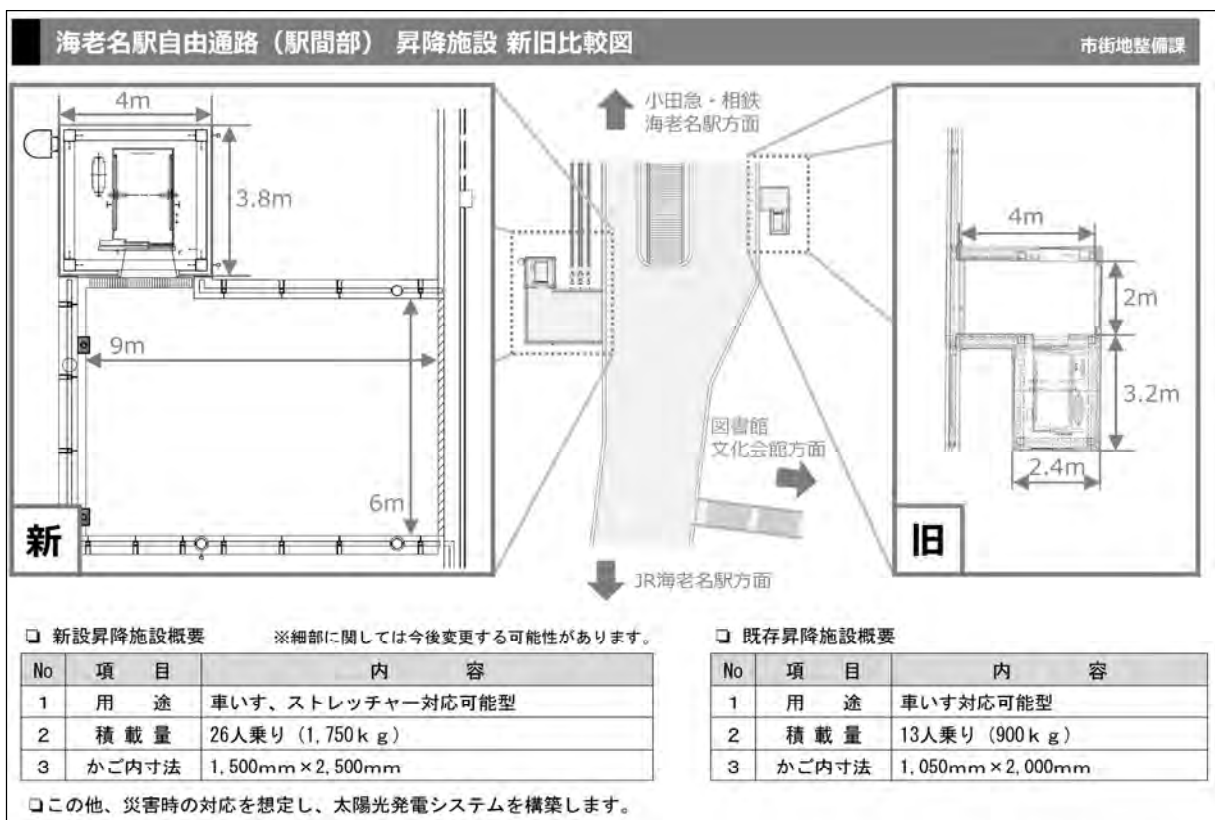 海老名駅自由通路（駅間部） 昇降施設 新旧比較図
市街地整備課
4m
3.8m
9m
6m
新
小田急・相鉄
海老名駅方面
図書館
文化会館方面
JR海老名駅方面
4m
2m
3.2m
2.4m
旧
❏ 新設昇降施設概要 ※細部に関しては今後変更する可能性があります。
No 項 目 内 容
1 用 途 車いす、ストレッチャー対応可能型
2 積 載 量 26人乗り（1,750ｋｇ）
3 かご内寸法 1,500mm×2,500mm
❏この他、災害時の対応を想定し、太陽光発電システムを構築します。
❏ 既存昇降施設概要
No 項 目 内 容
1 用 途 車いす対応可能型
2 積 載 量 13人乗り（900ｋｇ）
3 かご内寸法 1,050mm×2,000mm